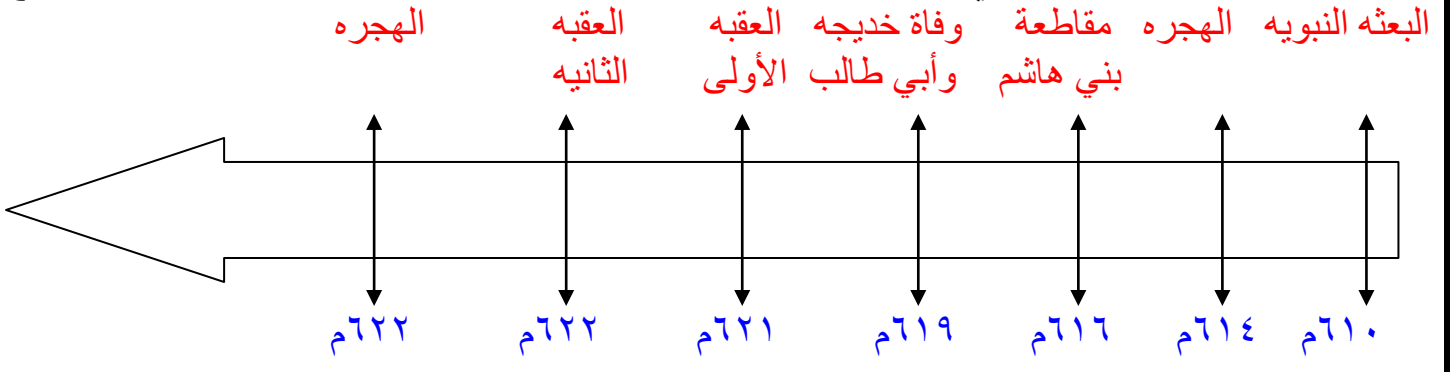 البعثه النبويه الهجره مقاطعة وفاة خديجه العقبه العقبه الهجره
بني هاشم وأبي طالب الأولى الثانيه
٦١٠م ٦١٤م ٦١٦م ٦١٩م ٦٢١م ٦٢٢م ٦٢٢م